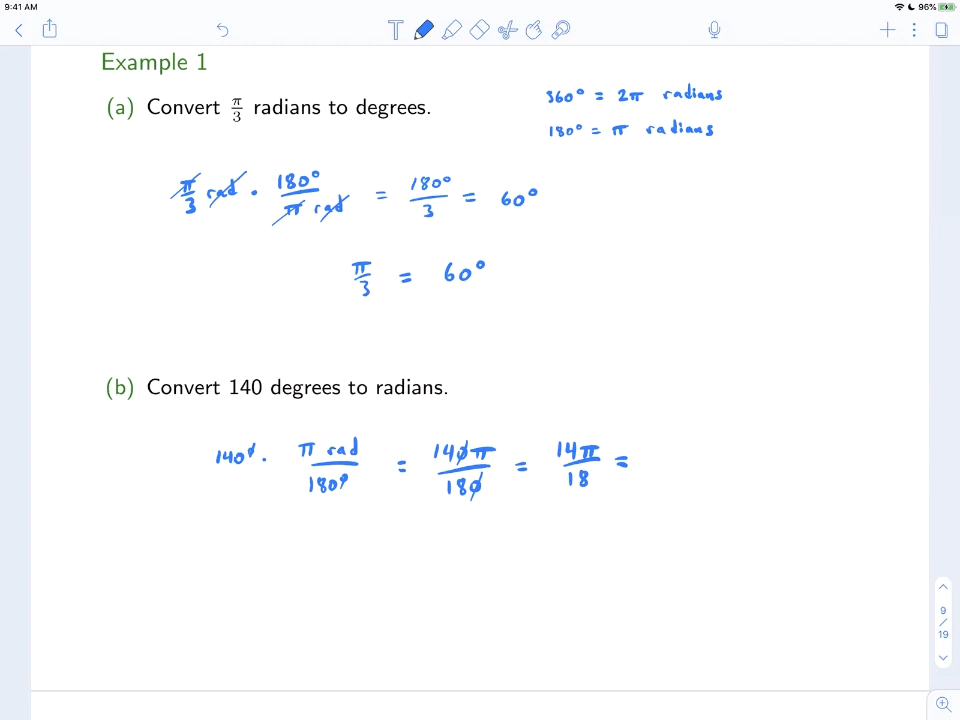 9:41 AM
96%
T
Example 1
(a) Convert π/3 radians to degrees.
360° = 2π radians
180° = π radians
π/3 rad · 180°/π rad = 180°/3 = 60°
π/3 = 60°
(b) Convert 140 degrees to radians.
140° · π rad/180° = 140π/180 = 14π/18 =
9
/
19